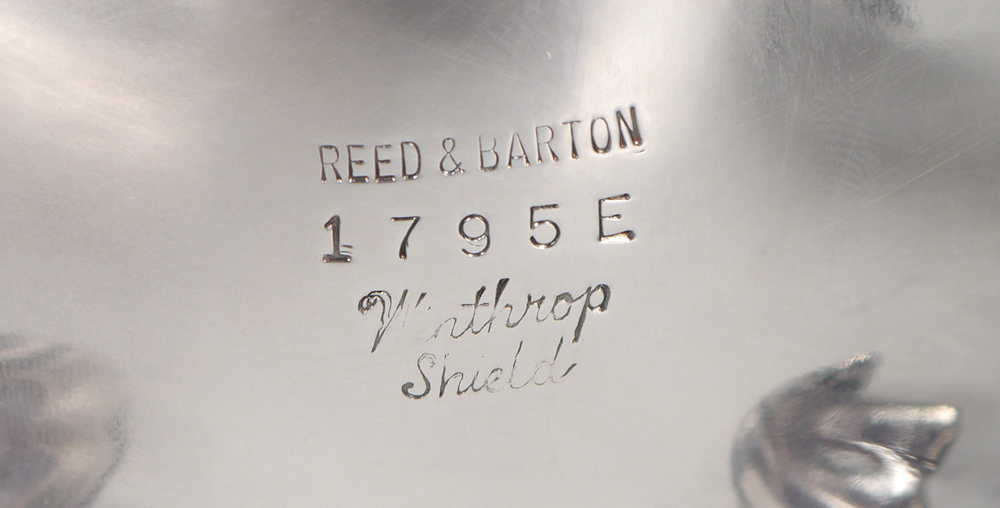 REED & BARTON
1795E
Winthrop
Shield